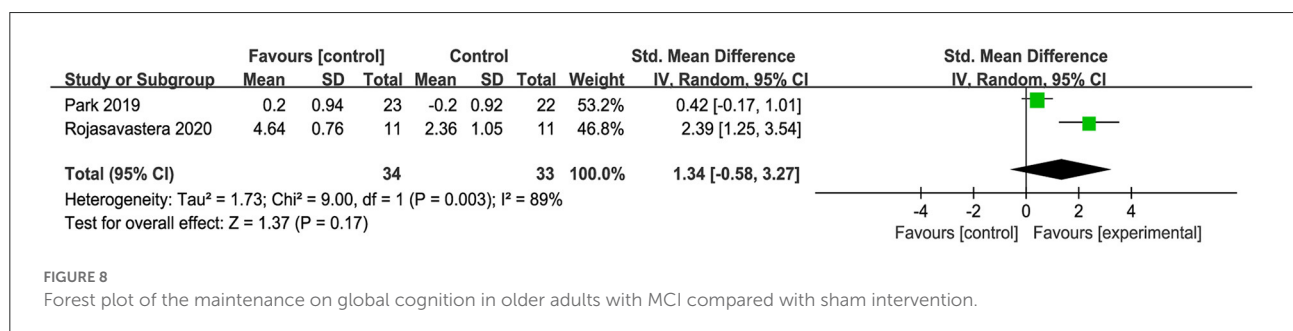 Favours [control] Control Std. Mean Difference Std. Mean Difference
Study or Subgroup Mean SD Total Mean SD Total Weight IV, Random, 95% CI IV, Random, 95% CI
Park 2019 0.2 0.94 23 -0.2 0.92 22 53.2% 0.42 [-0.17, 1.01]
Rojasavastera 2020 4.64 0.76 11 2.36 1.05 11 46.8% 2.39 [1.25, 3.54]
Total (95% CI) 34 33 100.0% 1.34 [-0.58, 3.27]
Heterogeneity: Tau² = 1.73; Chi² = 9.00, df = 1 (P = 0.003); I² = 89%
Test for overall effect: Z = 1.37 (P = 0.17)
-4 -2 0 2 4
Favours [control] Favours [experimental]
FIGURE 8
Forest plot of the maintenance on global cognition in older adults with MCI compared with sham intervention.